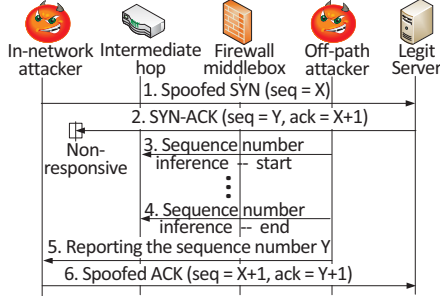 In-network attacker
Intermediate hop
Firewall middlebox
Off-path attacker
Legit Server
1. Spoofed SYN (seq = X)
2. SYN-ACK (seq = Y, ack = X+1)
Non-responsive
3. Sequence number
inference -- start
4. Sequence number
inference -- end
5. Reporting the sequence number Y
6. Spoofed ACK (seq = X+1, ack = Y+1)